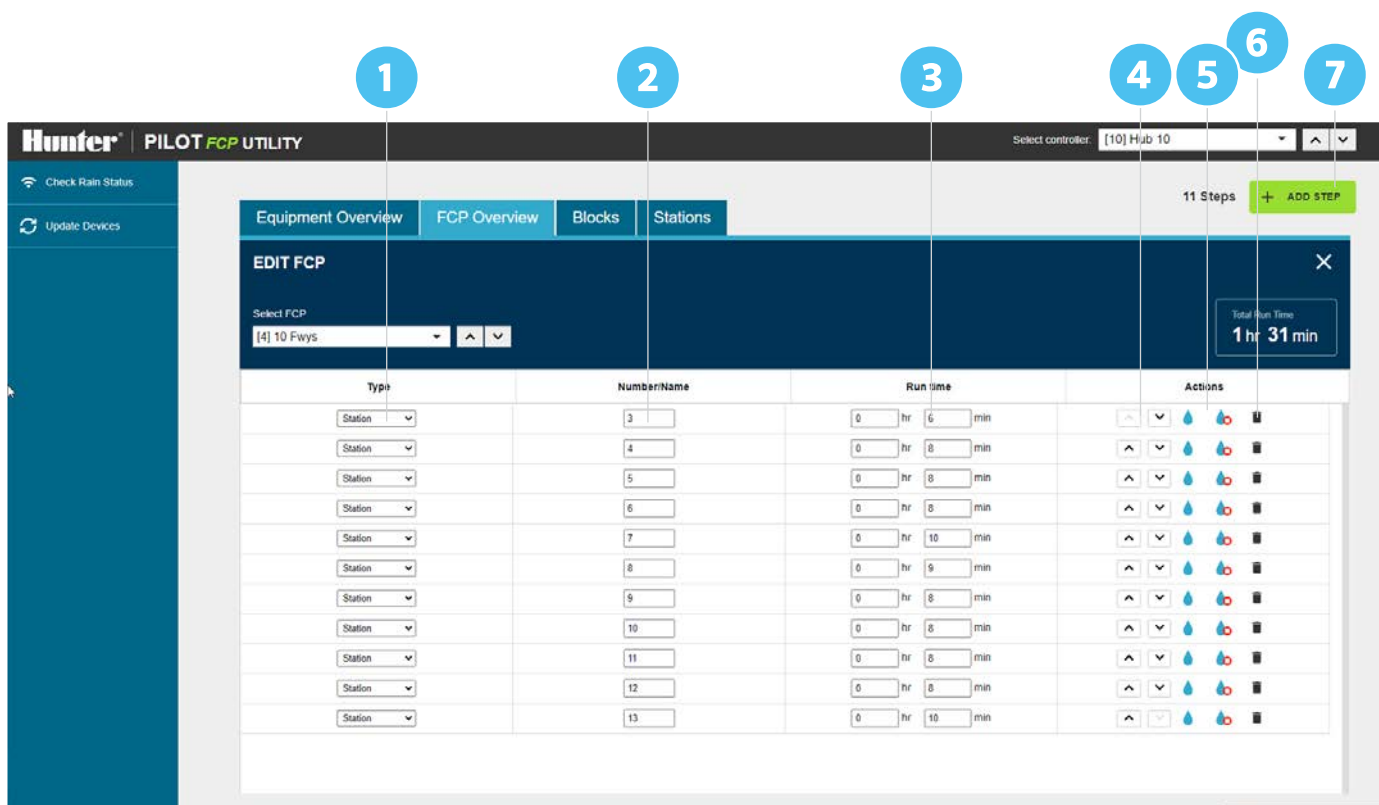 1 2 3 4 5 6 7
Hunter® | PILOT FCP UTILITY Select controller: [10] Hub 10
Check Rain Status
Update Devices
11 Steps + ADD STEP
Equipment Overview FCP Overview Blocks Stations
EDIT FCP
Select FCP
[4] 10 Fwys
Total Run Time
1 hr 31 min
Type Number/Name Run time Actions
Station 3 0 hr 6 min
Station 4 0 hr 8 min
Station 5 0 hr 8 min
Station 6 0 hr 8 min
Station 7 0 hr 10 min
Station 8 0 hr 9 min
Station 9 0 hr 8 min
Station 10 0 hr 8 min
Station 11 0 hr 8 min
Station 12 0 hr 8 min
Station 13 0 hr 10 min